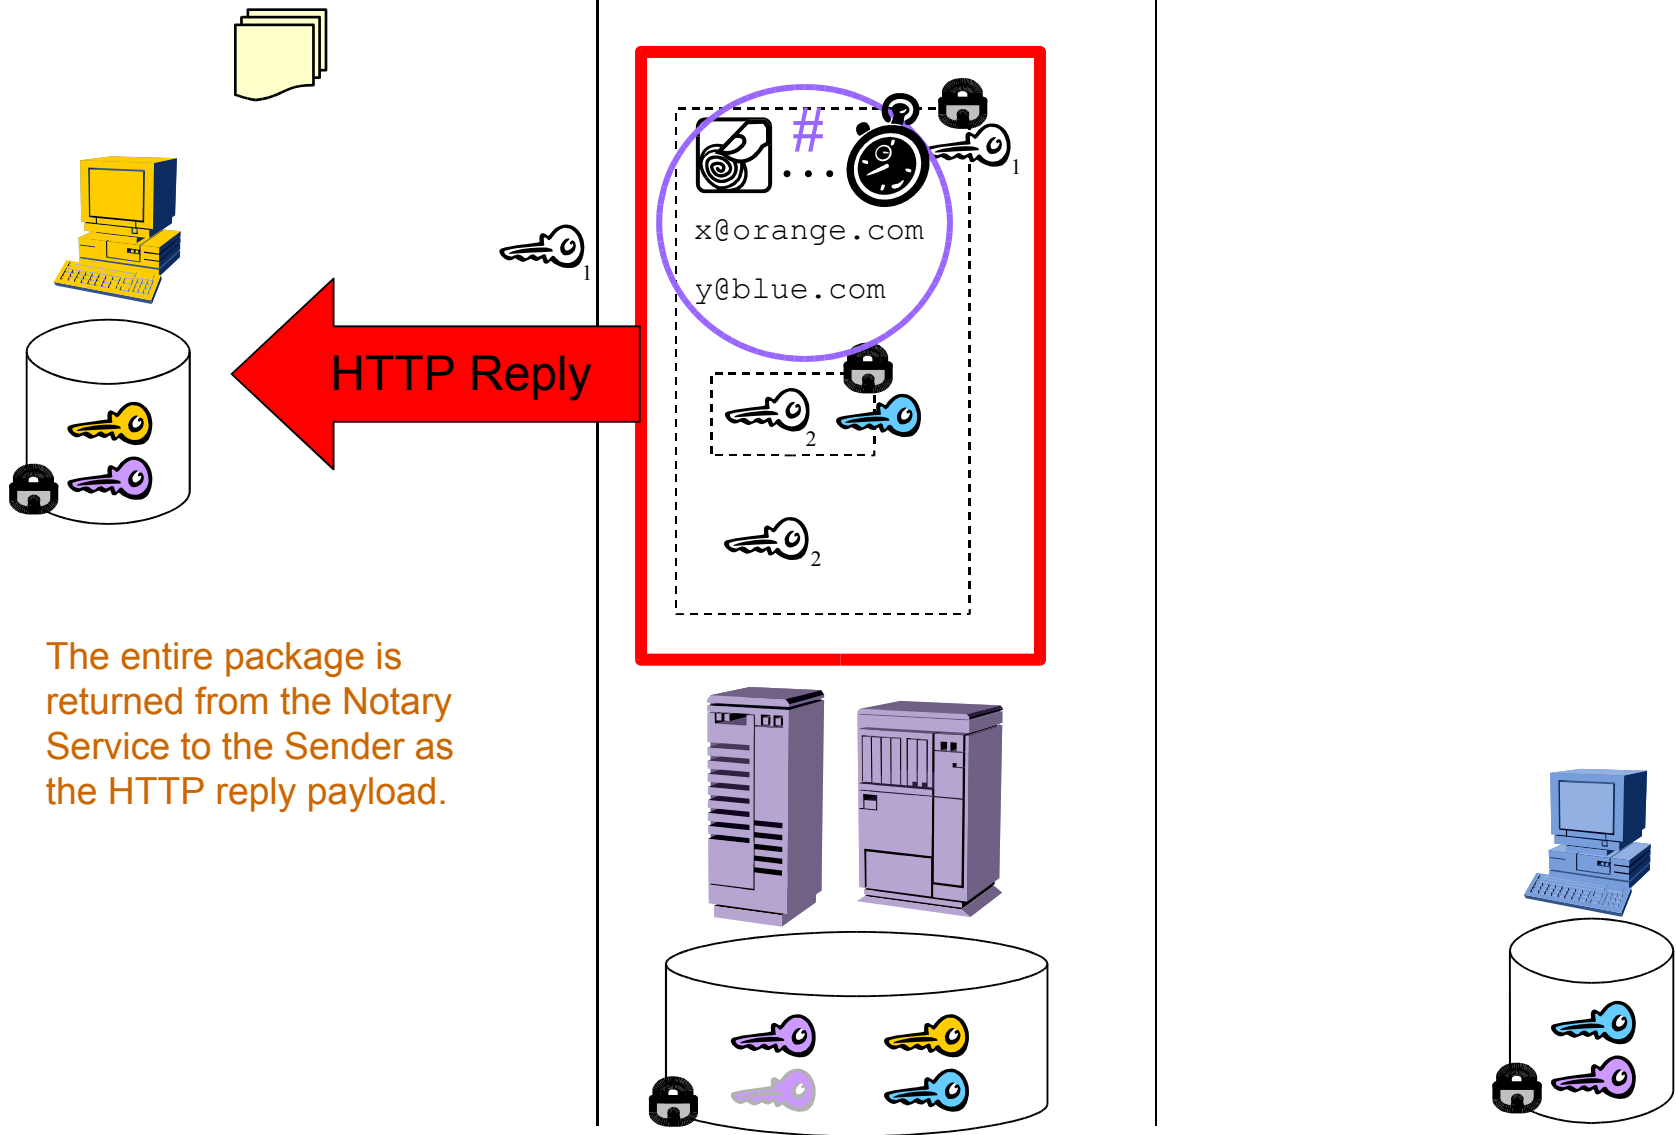 #
...
1
x@orange.com
1
y@blue.com
HTTP Reply
2
2
The entire package is
returned from the Notary
Service to the Sender as
the HTTP reply payload.